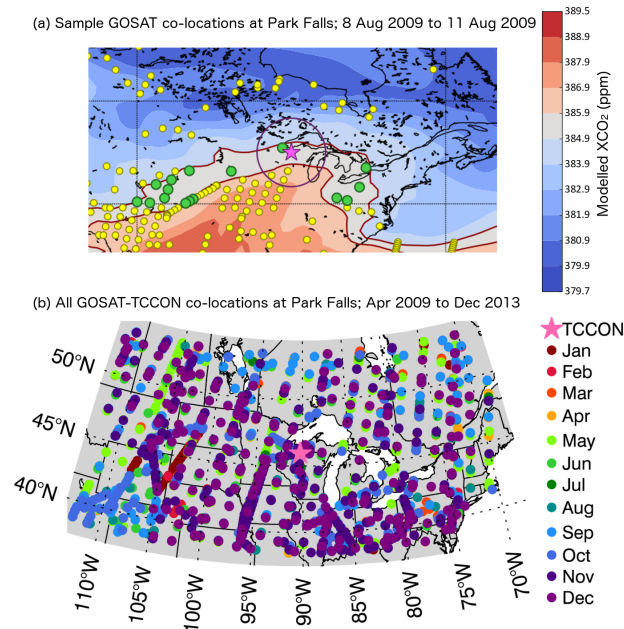 (a) Sample GOSAT co-locations at Park Falls; 8 Aug 2009 to 11 Aug 2009
389.5
388.9
387.9
386.9
385.9
384.9
383.9
382.9
381.9
380.9
379.7
Modelled XCO₂ (ppm)
(b) All GOSAT-TCCON co-locations at Park Falls; Apr 2009 to Dec 2013
50°N
45°N
40°N
110°W
105°W
100°W
95°W
90°W
85°W
80°W
75°W
70°W
TCCON
Jan
Feb
Mar
Apr
May
Jun
Jul
Aug
Sep
Oct
Nov
Dec